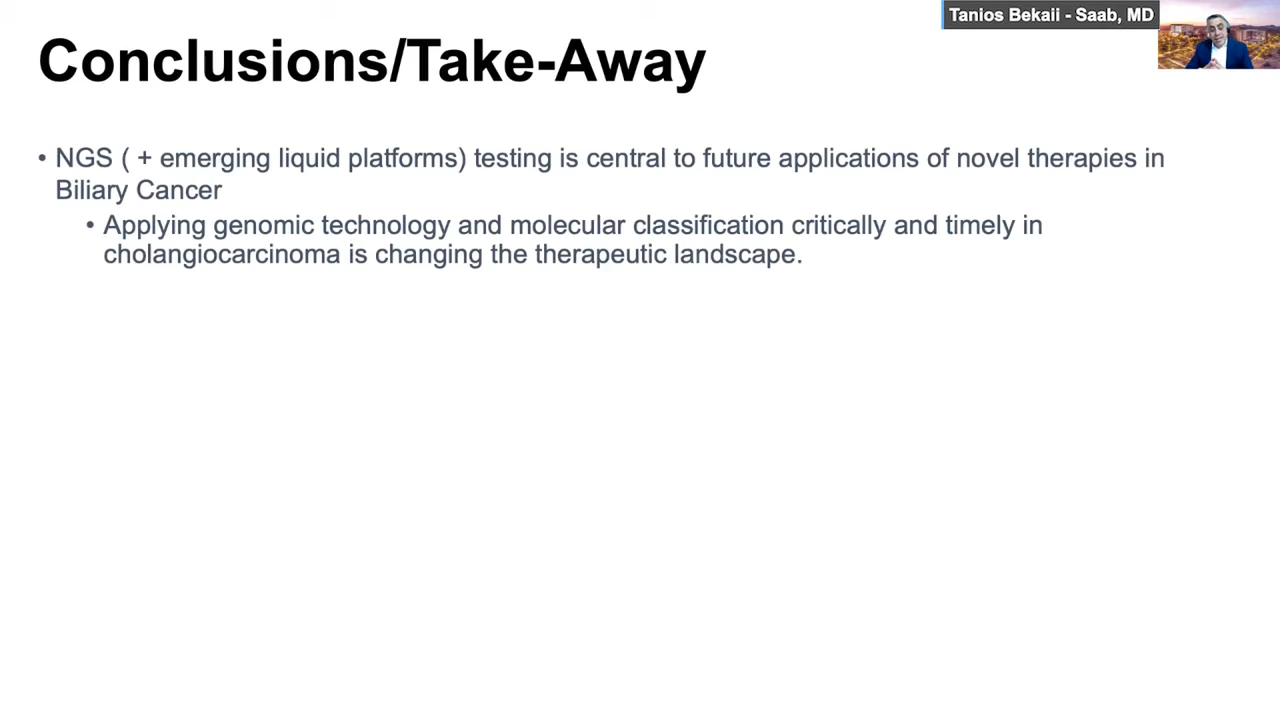 Tanios Bekaii - Saab, MD
Conclusions/Take-Away
• NGS ( + emerging liquid platforms) testing is central to future applications of novel therapies in
Biliary Cancer
• Applying genomic technology and molecular classification critically and timely in
cholangiocarcinoma is changing the therapeutic landscape.